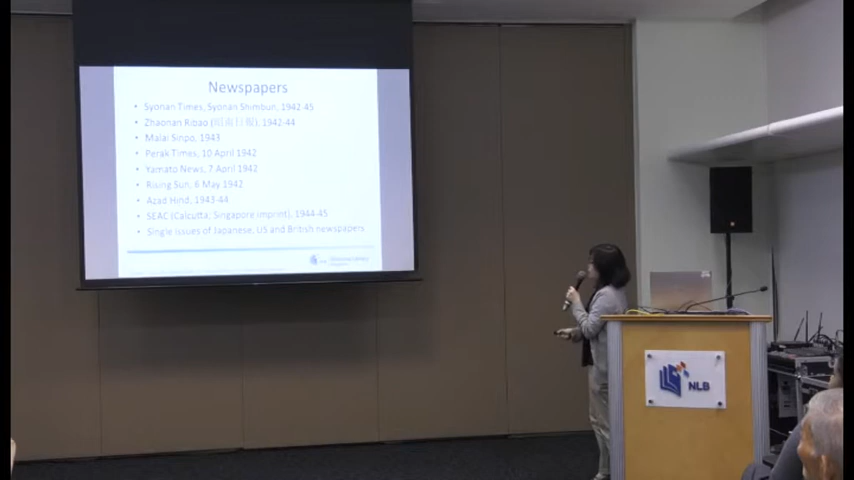 Newspapers
• Syonan Times, Syonan Shimbun, 1942-45
• Zhaonan Ribao (昭南日报), 1942-44
• Malai Sinpo, 1943
• Perak Times, 10 April 1942
• Yamato News, 7 April 1942
• Rising Sun, 6 May 1942
• Azad Hind, 1943-44
• SEAC (Calcutta; Singapore imprint), 1944-45
• Single issues of Japanese, US and British newspapers
NLB